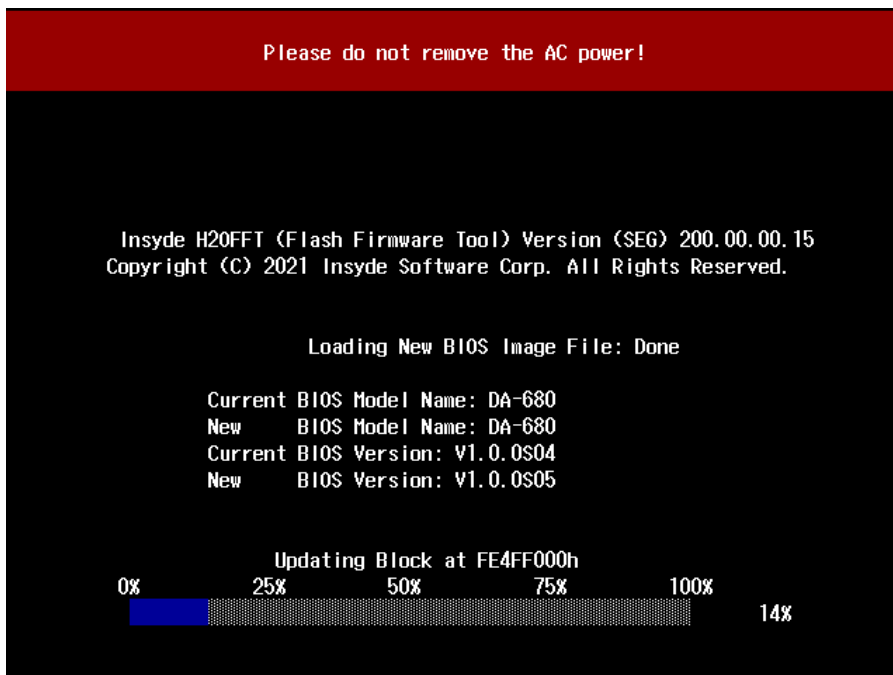 Please do not remove the AC power!
Insyde H2OFFT (Flash Firmware Tool) Version (SEG) 200.00.00.15
Copyright (C) 2021 Insyde Software Corp. All Rights Reserved.
Loading New BIOS Image File: Done
Current BIOS Model Name: DA-680
New BIOS Model Name: DA-680
Current BIOS Version: V1.0.0S04
New BIOS Version: V1.0.0S05
Updating Block at FE4FF000h
0% 25% 50% 75% 100%
14%